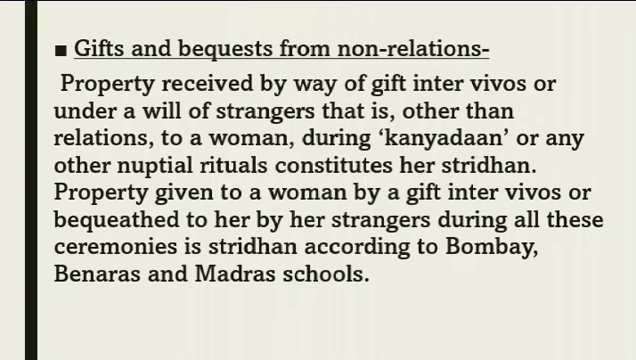 ■ Gifts and bequests from non-relations-
Property received by way of gift inter vivos or
under a will of strangers that is, other than
relations, to a woman, during ‘kanyadaan’ or any
other nuptial rituals constitutes her stridhan.
Property given to a woman by a gift inter vivos or
bequeathed to her by her strangers during all these
ceremonies is stridhan according to Bombay,
Benaras and Madras schools.